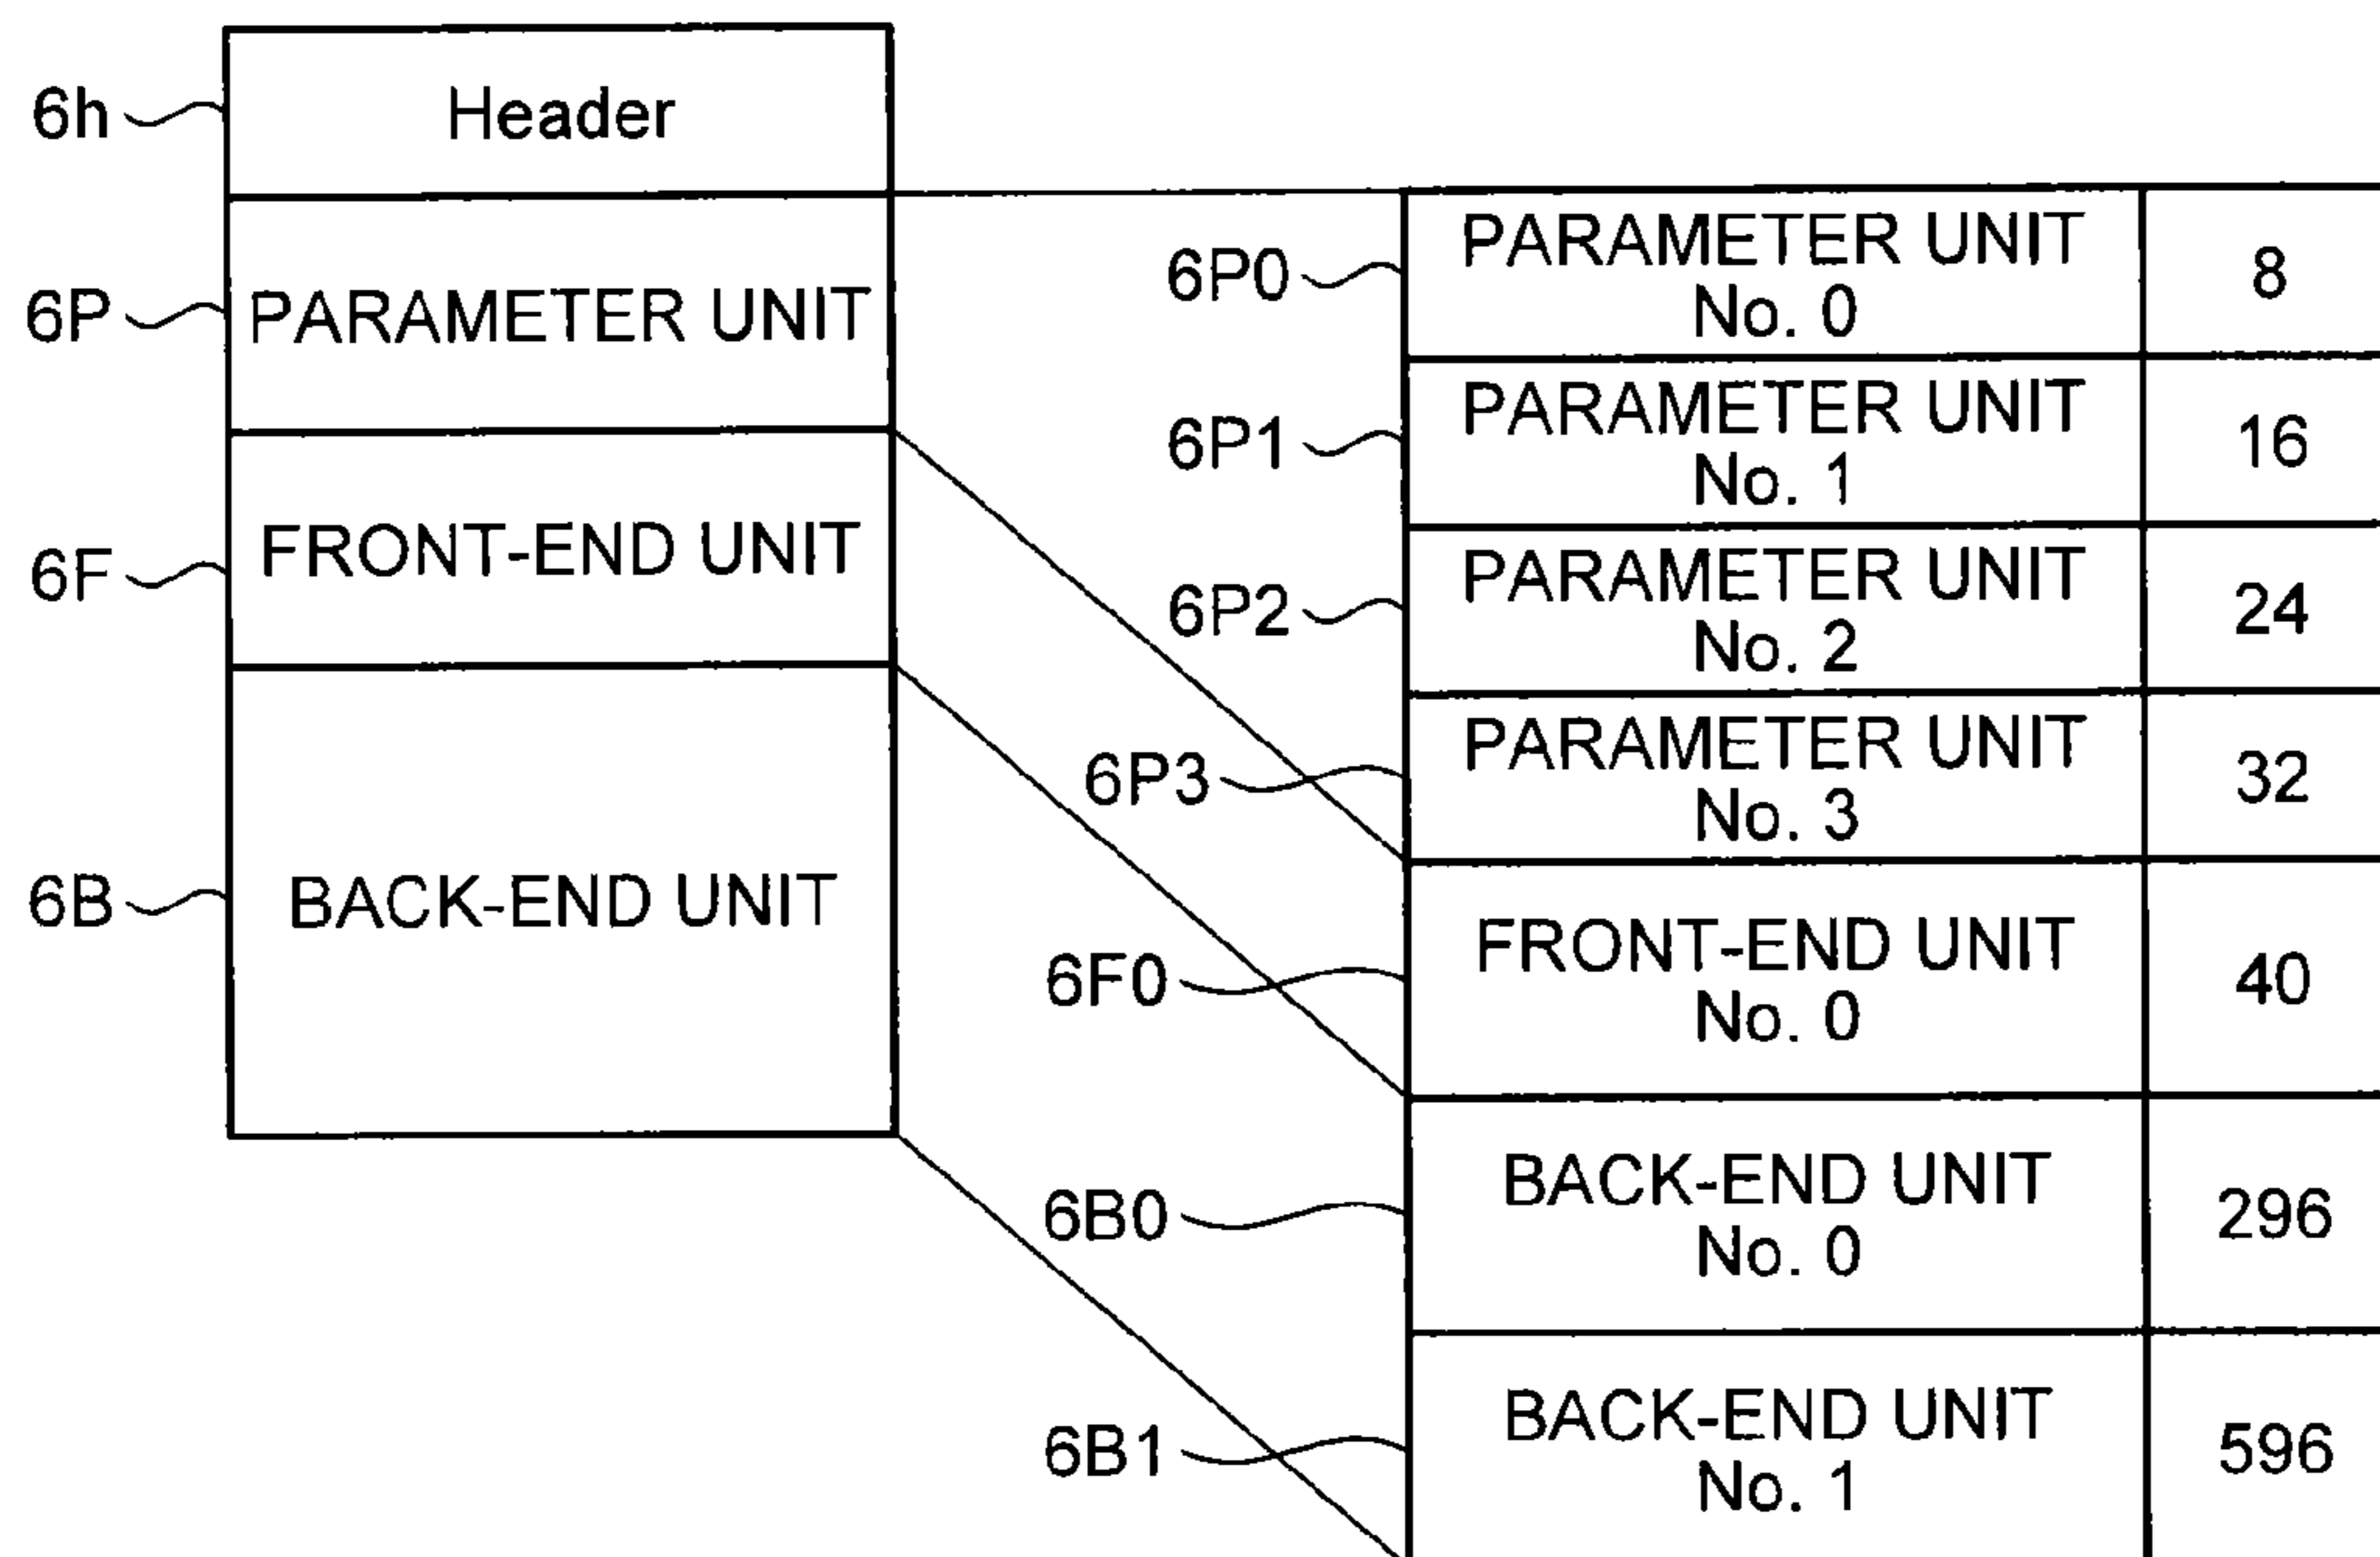 6h
Header
6P
PARAMETER UNIT
6F
FRONT-END UNIT
6B
BACK-END UNIT
6P0
PARAMETER UNIT
No. 0
8
6P1
PARAMETER UNIT
No. 1
16
6P2
PARAMETER UNIT
No. 2
24
6P3
PARAMETER UNIT
No. 3
32
6F0
FRONT-END UNIT
No. 0
40
6B0
BACK-END UNIT
No. 0
296
6B1
BACK-END UNIT
No. 1
596